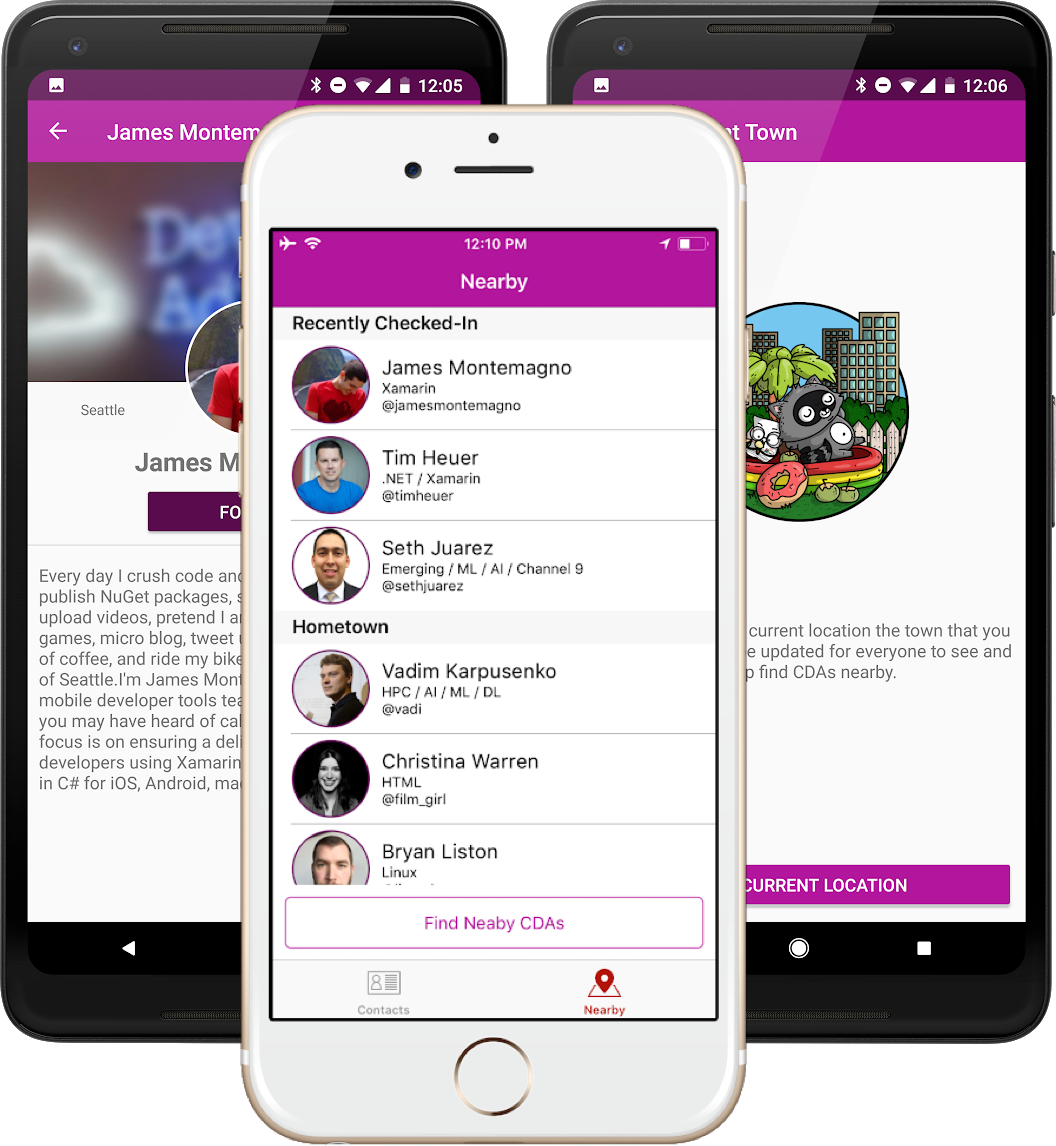 12:05
James Montem
De
Ad
Seattle
James M
FO
Every day I crush code and
publish NuGet packages, s
upload videos, pretend I a
games, micro blog, tweet
of coffee, and ride my bike
of Seattle.I'm James Mont
mobile developer tools tea
you may have heard of cal
focus is on ensuring a deli
developers using Xamarin
in C# for iOS, Android, ma
12:10 PM
Nearby
Recently Checked-In
James Montemagno
Xamarin
@jamesmontemagno
Tim Heuer
.NET / Xamarin
@timheuer
Seth Juarez
Emerging / ML / AI / Channel 9
@sethjuarez
Hometown
Vadim Karpusenko
HPC / AI / ML / DL
@vadi
Christina Warren
HTML
@film_girl
Bryan Liston
Linux
Find Neaby CDAs
Contacts
Nearby
12:06
t Town
current location the town that you
e updated for everyone to see and
p find CDAs nearby.
CURRENT LOCATION